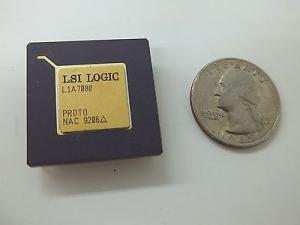 LSI LOGIC
L1A7080
PROTO
NAC 9206△